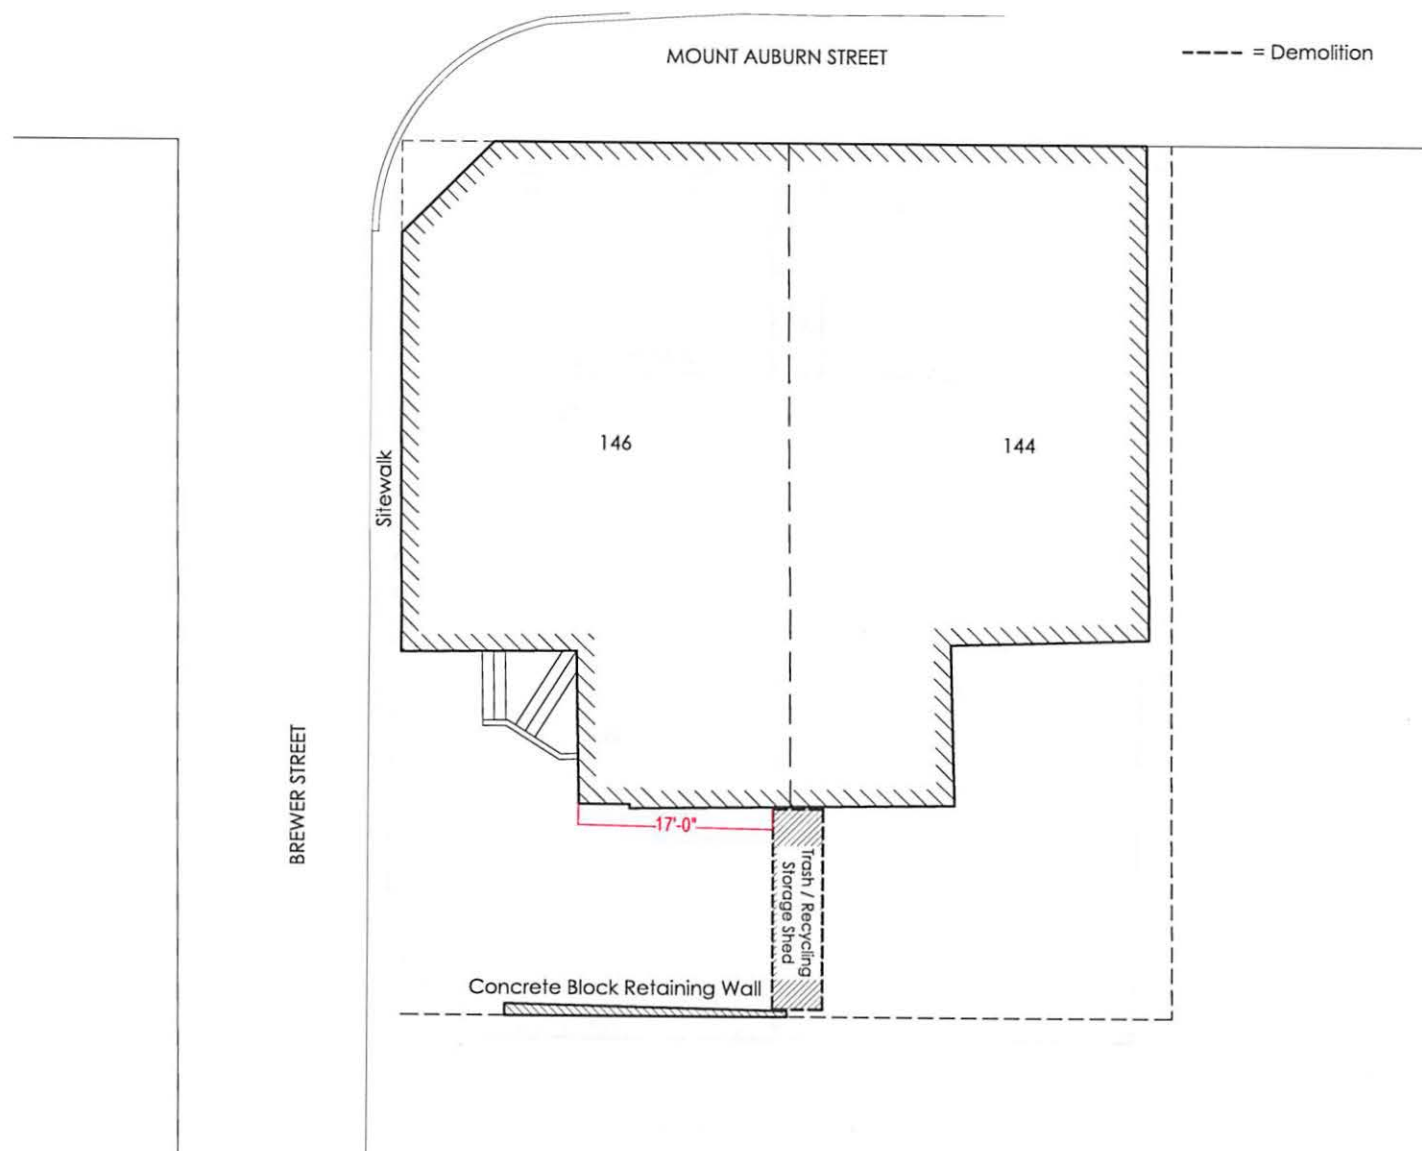 MOUNT AUBURN STREET
= Demolition
146
144
Sitewalk
BREWER STREET
17'-0"
Trash / Recycling
Storage Shed
Concrete Block Retaining Wall